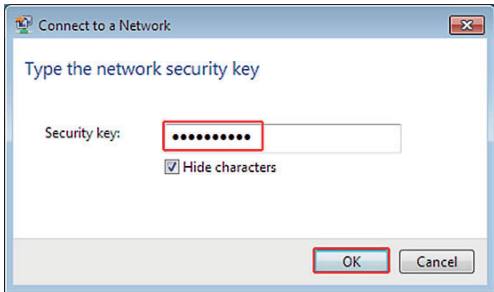 Connect to a Network
Type the network security key
Security key: ••••••••••
Hide characters
OK Cancel